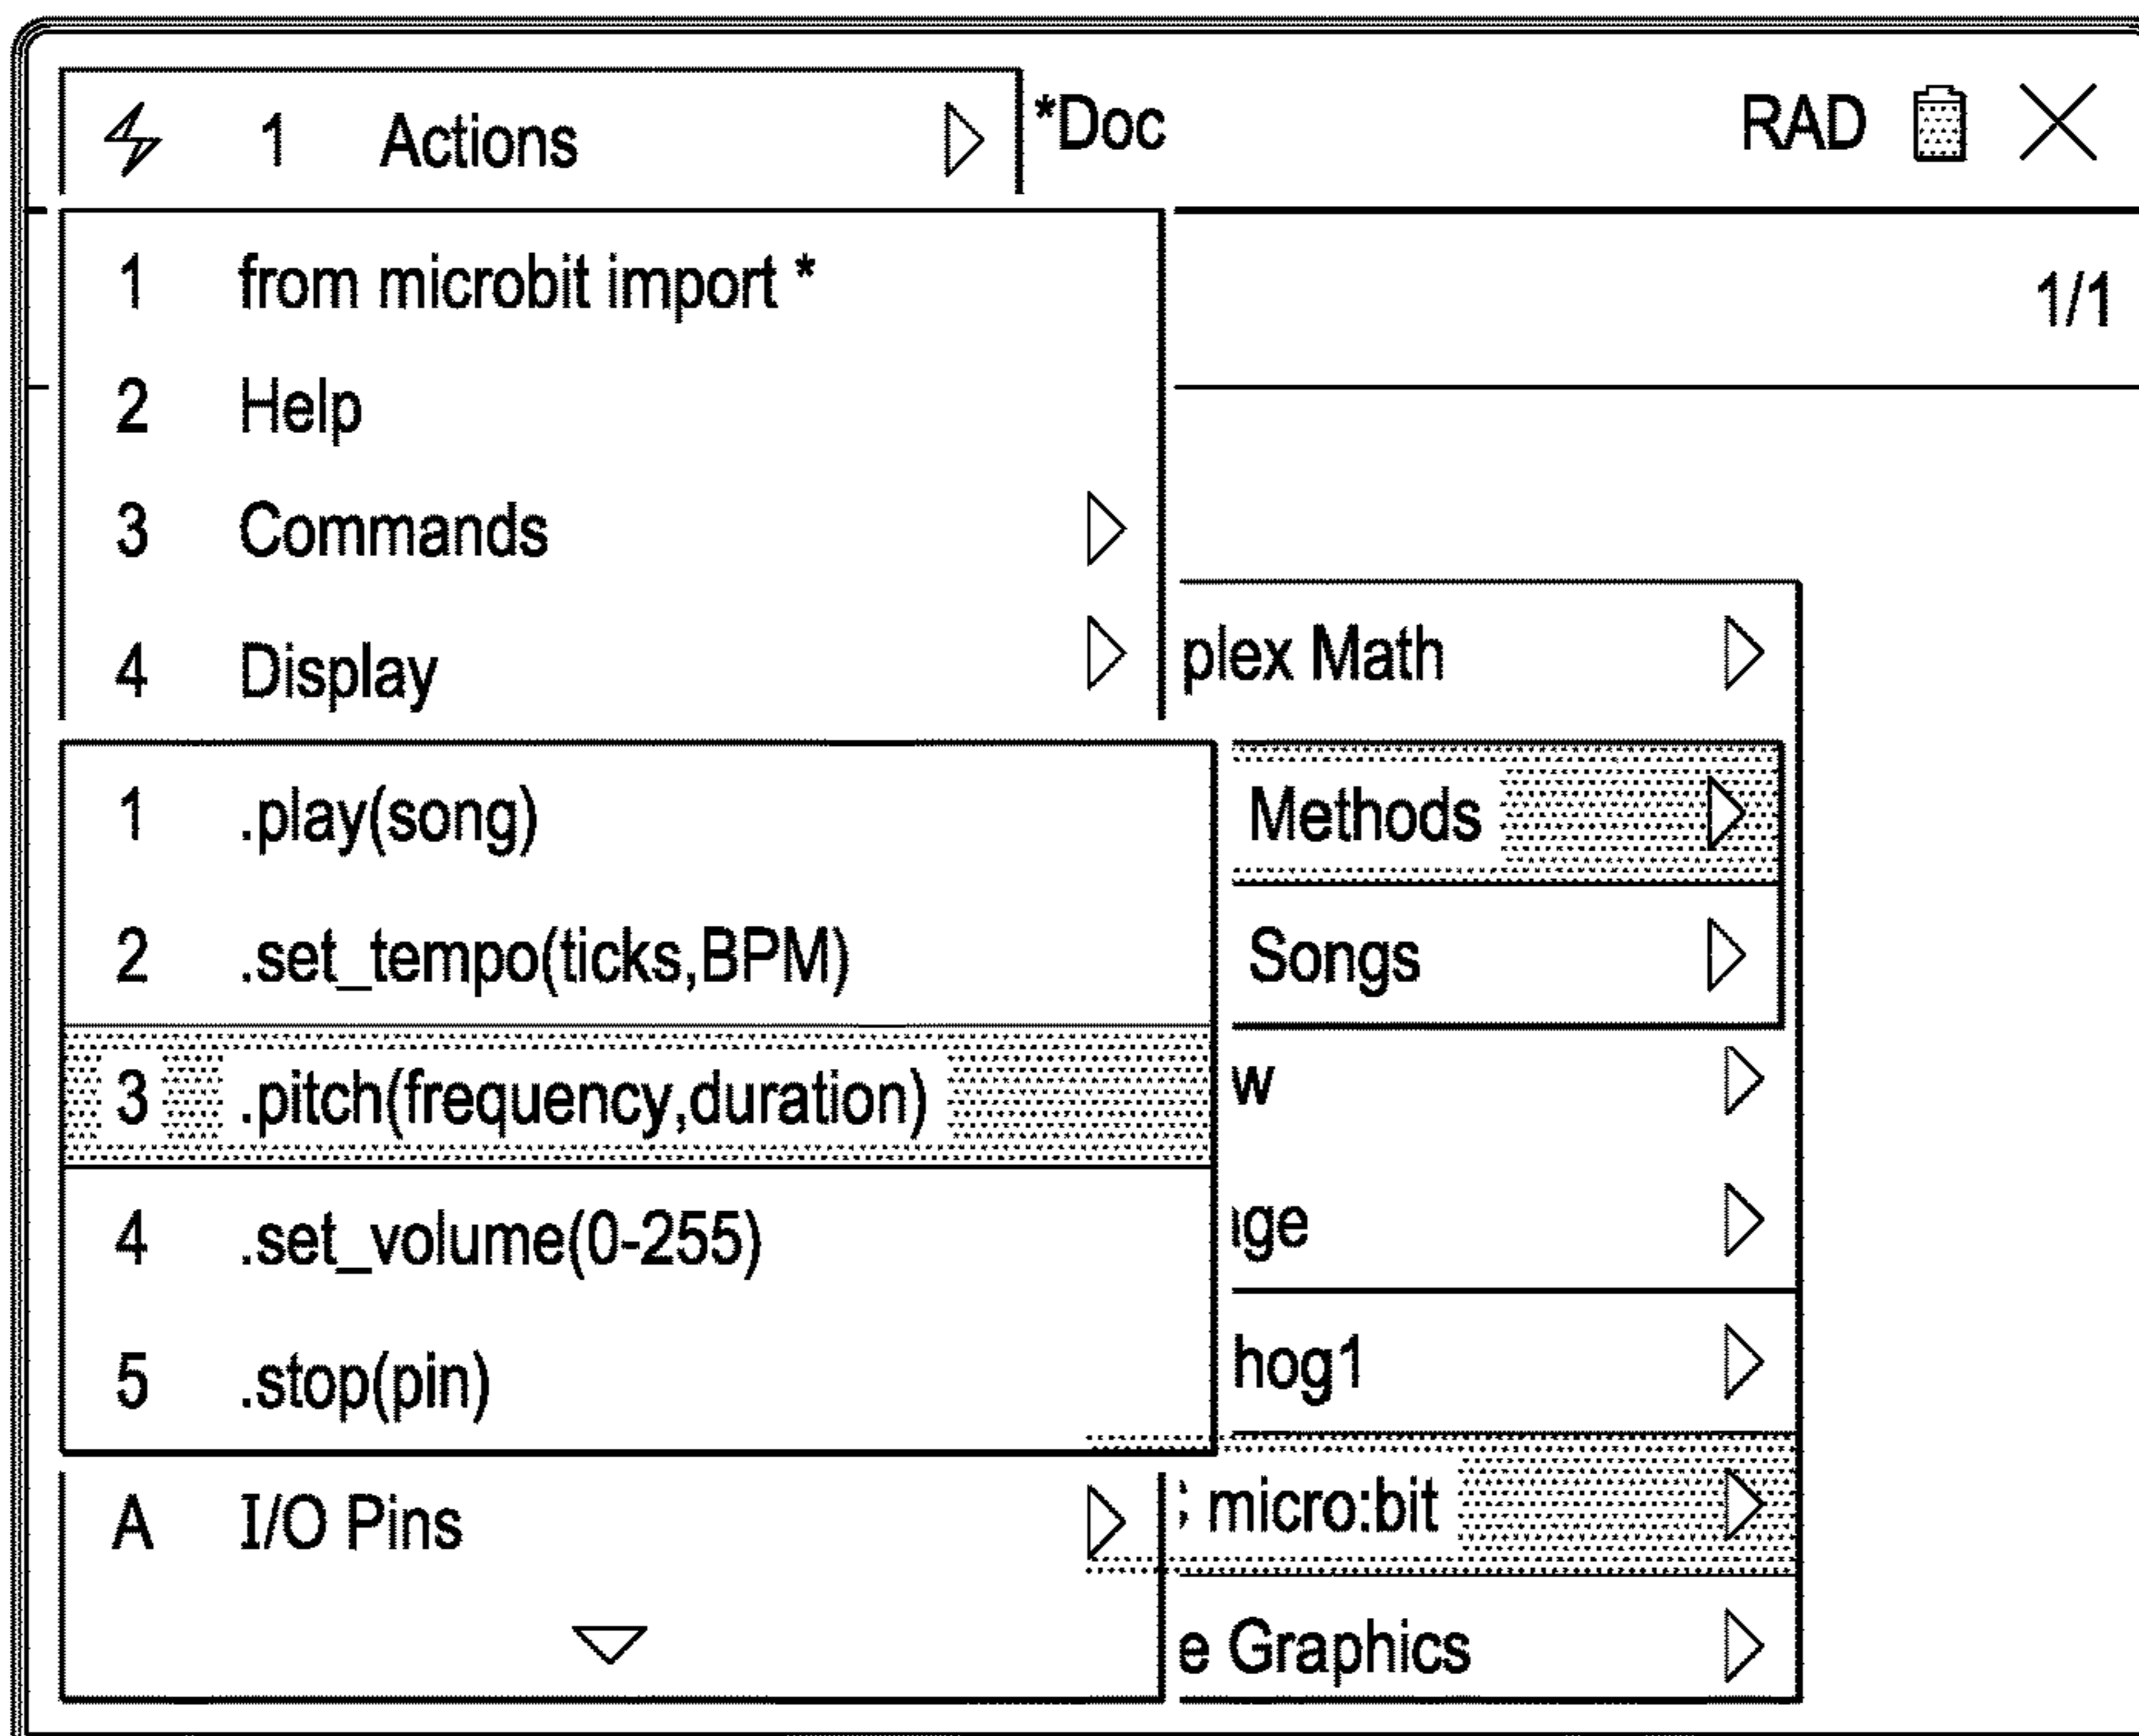 1 Actions *Doc RAD
1 from microbit import * 1/1
2 Help
3 Commands
4 Display plex Math
1 .play(song) Methods
2 .set_tempo(ticks,BPM) Songs
3 .pitch(frequency,duration) w
4 .set_volume(0-255) ge
5 .stop(pin) hog1
A I/O Pins micro:bit
e Graphics